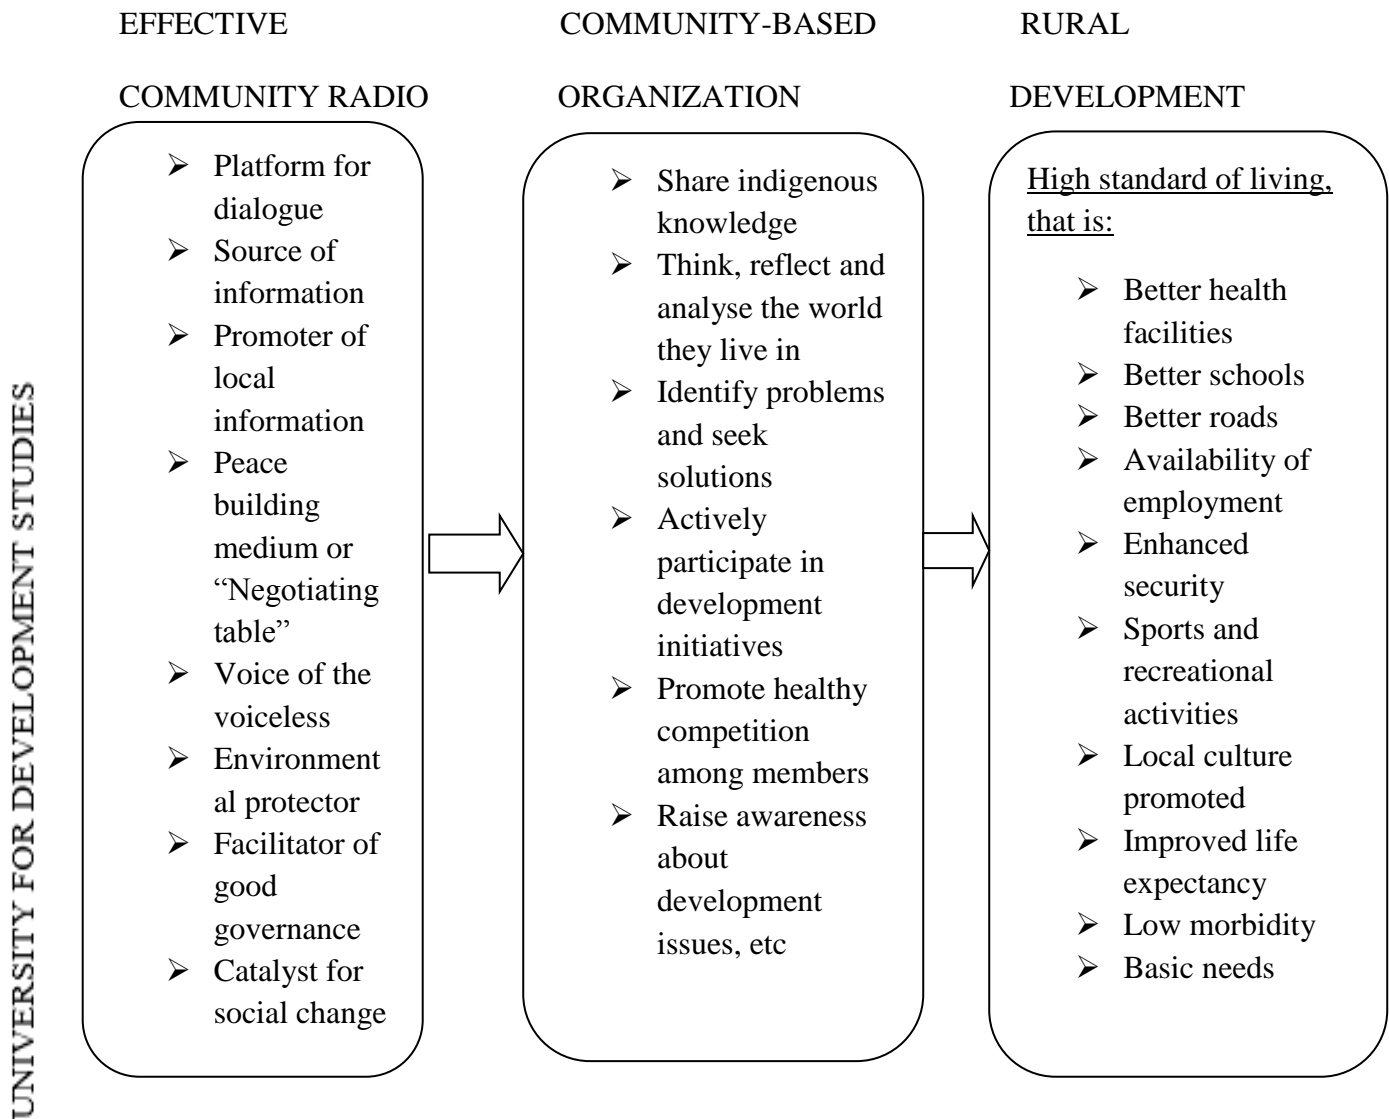 EFFECTIVE
COMMUNITY RADIO
➢ Platform for
dialogue
➢ Source of
information
➢ Promoter of
local
information
➢ Peace
building
medium or
“Negotiating
table”
➢ Voice of the
voiceless
➢ Environment
al protector
➢ Facilitator of
good
governance
➢ Catalyst for
social change
COMMUNITY-BASED
ORGANIZATION
➢ Share indigenous
knowledge
➢ Think, reflect and
analyse the world
they live in
➢ Identify problems
and seek
solutions
➢ Actively
participate in
development
initiatives
➢ Promote healthy
competition
among members
➢ Raise awareness
about
development
issues, etc
RURAL
DEVELOPMENT
High standard of living,
that is:
➢ Better health
facilities
➢ Better schools
➢ Better roads
➢ Availability of
employment
➢ Enhanced
security
➢ Sports and
recreational
activities
➢ Local culture
promoted
➢ Improved life
expectancy
➢ Low morbidity
➢ Basic needs
UNIVERSITY FOR DEVELOPMENT STUDIES